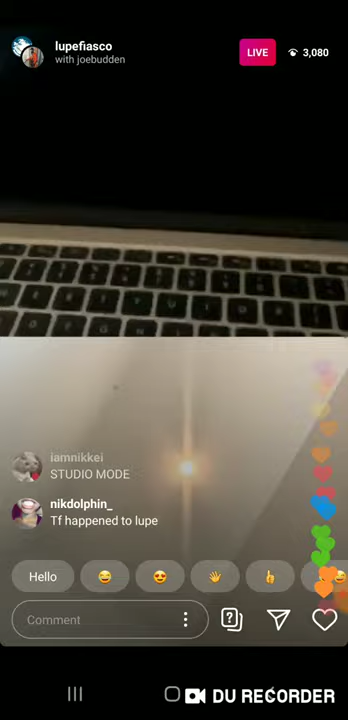 lupefiasco
with joebudden
LIVE
3,080
iamnikkei
STUDIO MODE
nikdolphin_
Tf happened to lupe
Hello
Comment
DU RECORDER